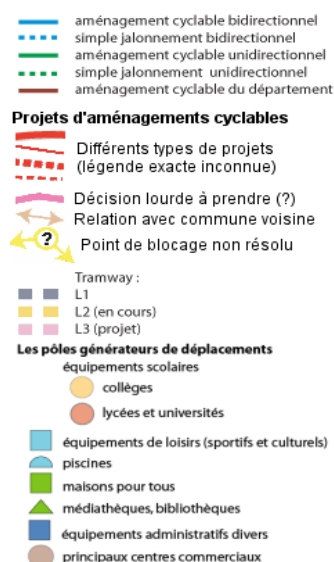 aménagement cyclable bidirectionnel
simple jalonnement bidirectionnel
aménagement cyclable unidirectionnel
simple jalonnement unidirectionnel
aménagement cyclable du département
Projets d'aménagements cyclables
Différents types de projets
(légende exacte inconnue)
Décision lourde à prendre (?)
Relation avec commune voisine
?
Point de blocage non résolu
Tramway :
L1
L2 (en cours)
L3 (projet)
Les pôles générateurs de déplacements
équipements scolaires
collèges
lycées et universités
équipements de loisirs (sportifs et culturels)
piscines
maisons pour tous
médiathèques, bibliothèques
équipements administratifs divers
principaux centres commerciaux